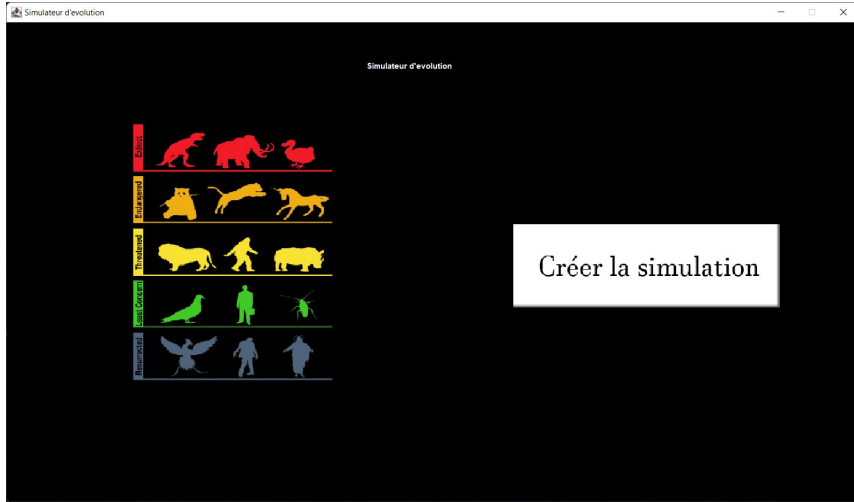 Simulateur d'evolution
Simulateur d'evolution
Extinct
Endangered
Threatened
Least Concern
Resurrected
Créer la simulation